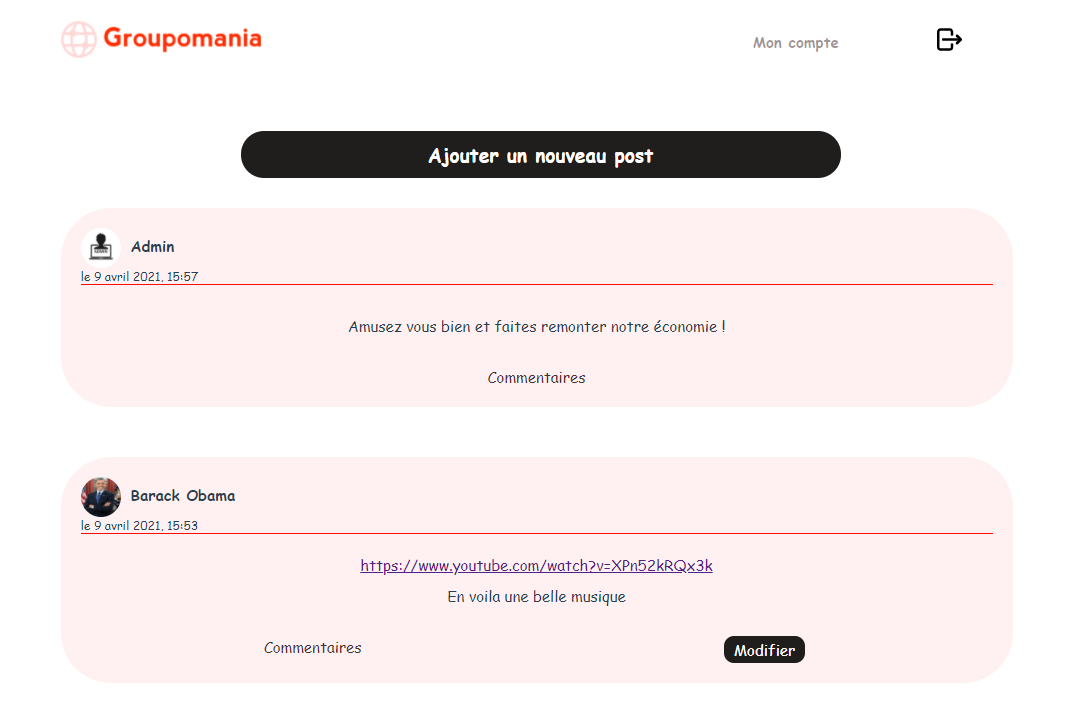 Groupomania
Mon compte
Ajouter un nouveau post
Admin
le 9 avril 2021, 15:57
Amusez vous bien et faites remonter notre économie !
Commentaires
Barack Obama
le 9 avril 2021, 15:53
https://www.youtube.com/watch?v=XPn52kRQx3k
En voila une belle musique
Commentaires
Modifier